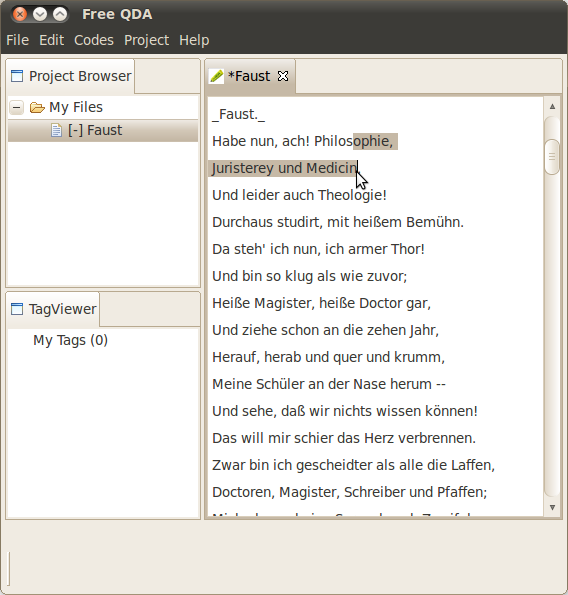 Free QDA
File Edit Codes Project Help
Project Browser
My Files
[-] Faust
TagViewer
My Tags (0)
*Faust
_Faust._
Habe nun, ach! Philosophie,
Juristerey und Medicin,
Und leider auch Theologie!
Durchaus studirt, mit heißem Bemühn.
Da steh' ich nun, ich armer Thor!
Und bin so klug als wie zuvor;
Heiße Magister, heiße Doctor gar,
Und ziehe schon an die zehen Jahr,
Herauf, herab und quer und krumm,
Meine Schüler an der Nase herum --
Und sehe, daß wir nichts wissen können!
Das will mir schier das Herz verbrennen.
Zwar bin ich gescheidter als alle die Laffen,
Doctoren, Magister, Schreiber und Pfaffen;